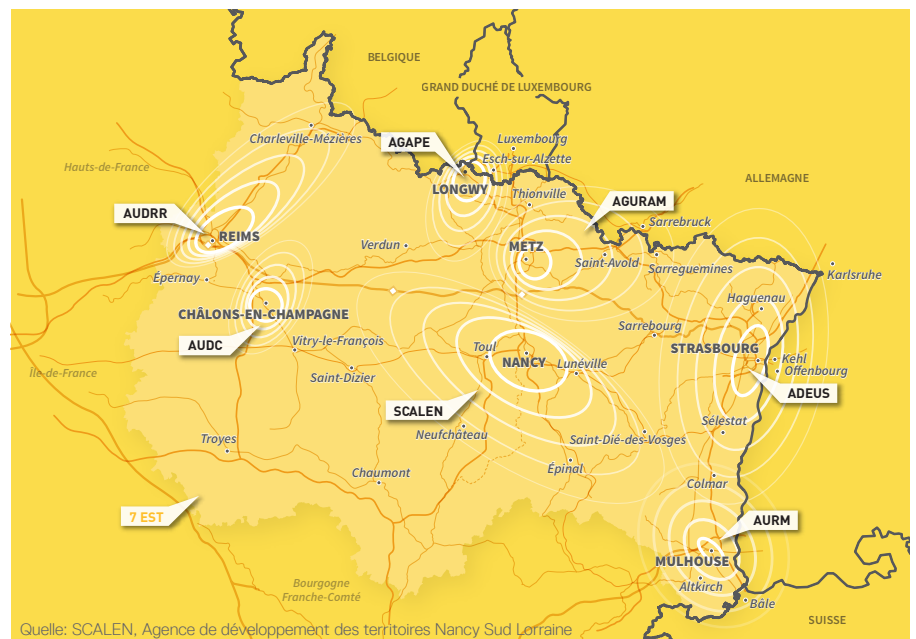 BELGIQUE
GRAND DUCHÉ DE LUXEMBOURG
Charleville-Mézières
AGAPE
Luxembourg
Esch-sur-Alzette
Hauts-de-France
LONGWY
Thionville
ALLEMAGNE
AGURAM
AUDRR
REIMS
Verdun
METZ
Sarrebruck
Saint-Avold
Sarreguemines
Épernay
Karlsruhe
Haguenau
CHÂLONS-EN-CHAMPAGNE
Sarrebourg
AUDC
Vitry-le-François
Toul
NANCY
Lunéville
STRASBOURG
Kehl
Offenbourg
Île-de-France
Saint-Dizier
ADEUS
SCALEN
Neufchâteau
Sélestat
Troyes
Saint-Dié-des-Vosges
Chaumont
Épinal
Colmar
7 EST
AURM
MULHOUSE
Altkirch
Bourgogne
Franche-Comté
Bâle
SUISSE
Quelle: SCALEN, Agence de développement des territoires Nancy Sud Lorraine